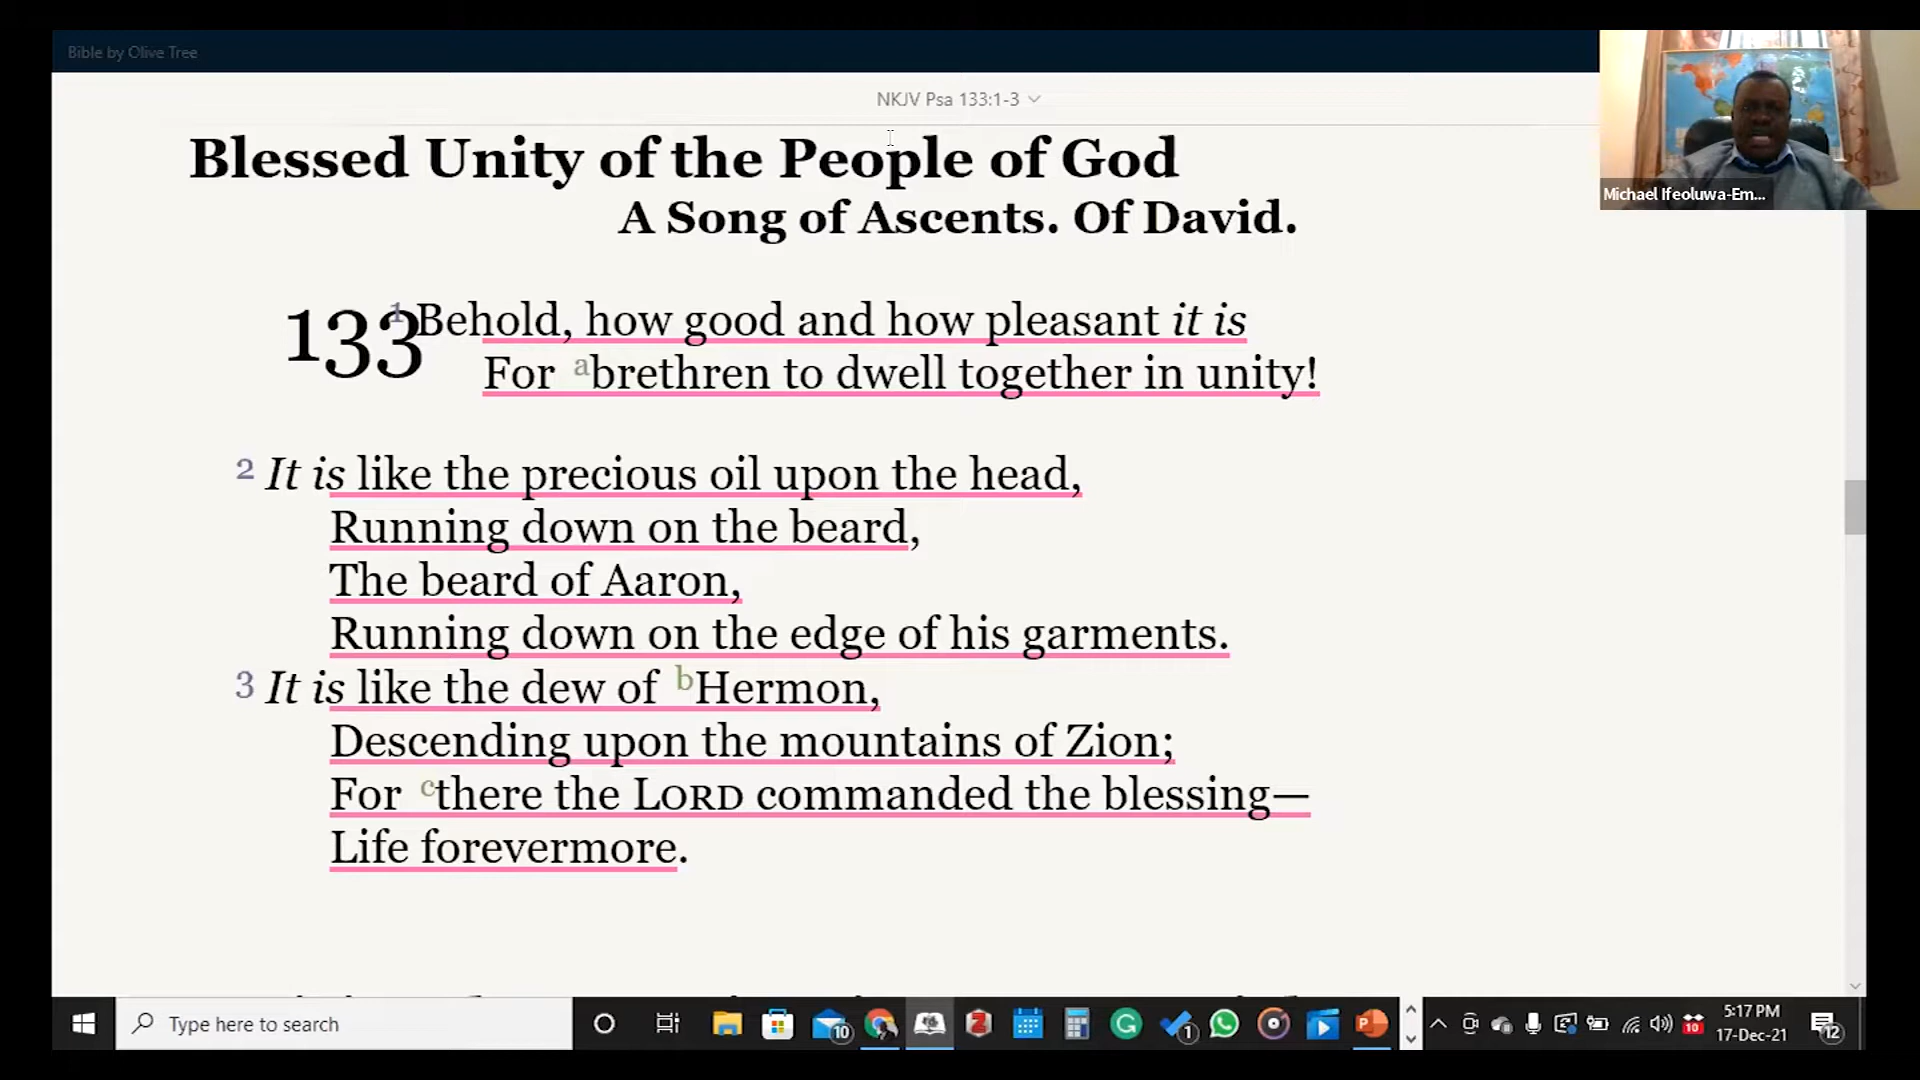 Bible by Olive Tree
NKJV Psa 133:1-3
Blessed Unity of the People of God
A Song of Ascents. Of David.
133 1 Behold, how good and how pleasant it is
For a brethren to dwell together in unity!
2 It is like the precious oil upon the head,
Running down on the beard,
The beard of Aaron,
Running down on the edge of his garments.
3 It is like the dew of b Hermon,
Descending upon the mountains of Zion;
For c there the LORD commanded the blessing—
Life forevermore.
Michael Ifeoluwa-Em...
Type here to search
10
1
10
5:17 PM
17-Dec-21
12